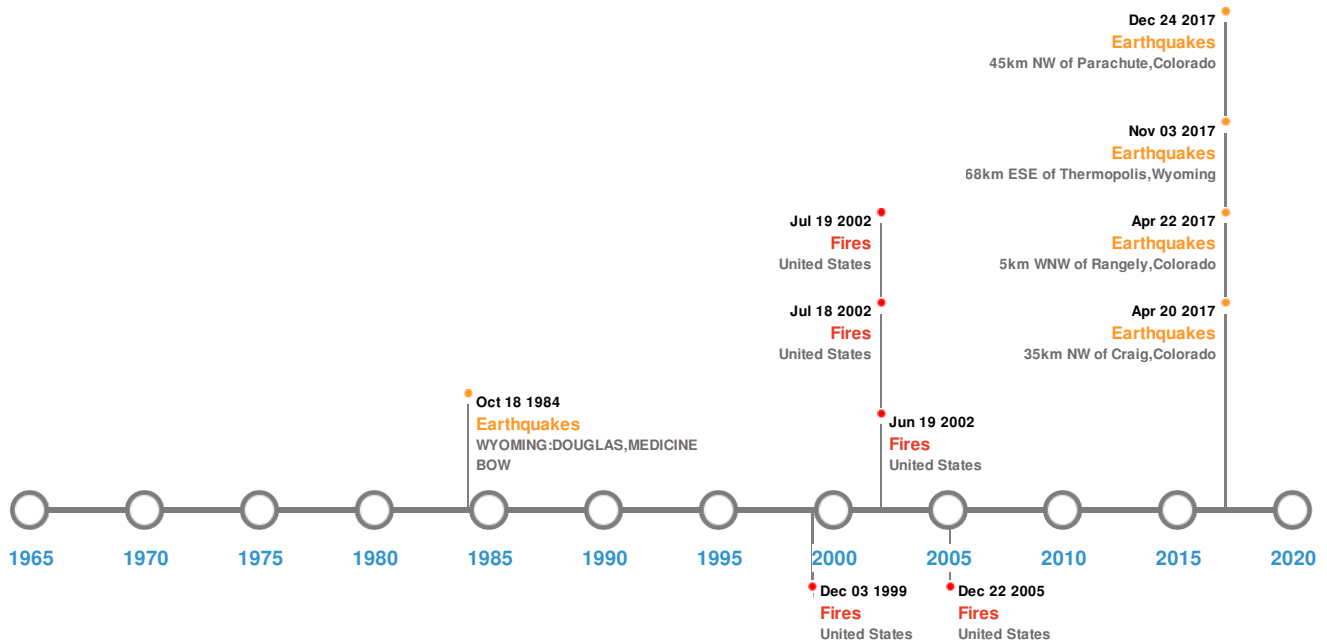 Dec 24 2017
Earthquakes
45km NW of Parachute,Colorado
Nov 03 2017
Earthquakes
68km ESE of Thermopolis,Wyoming
Jul 19 2002
Fires
United States
Apr 22 2017
Earthquakes
5km WNW of Rangely,Colorado
Jul 18 2002
Fires
United States
Apr 20 2017
Earthquakes
35km NW of Craig,Colorado
Oct 18 1984
Earthquakes
WYOMING:DOUGLAS,MEDICINE
BOW
Jun 19 2002
Fires
United States
1965 1970 1975 1980 1985 1990 1995 2000 2005 2010 2015 2020
Dec 03 1999
Fires
United States
Dec 22 2005
Fires
United States